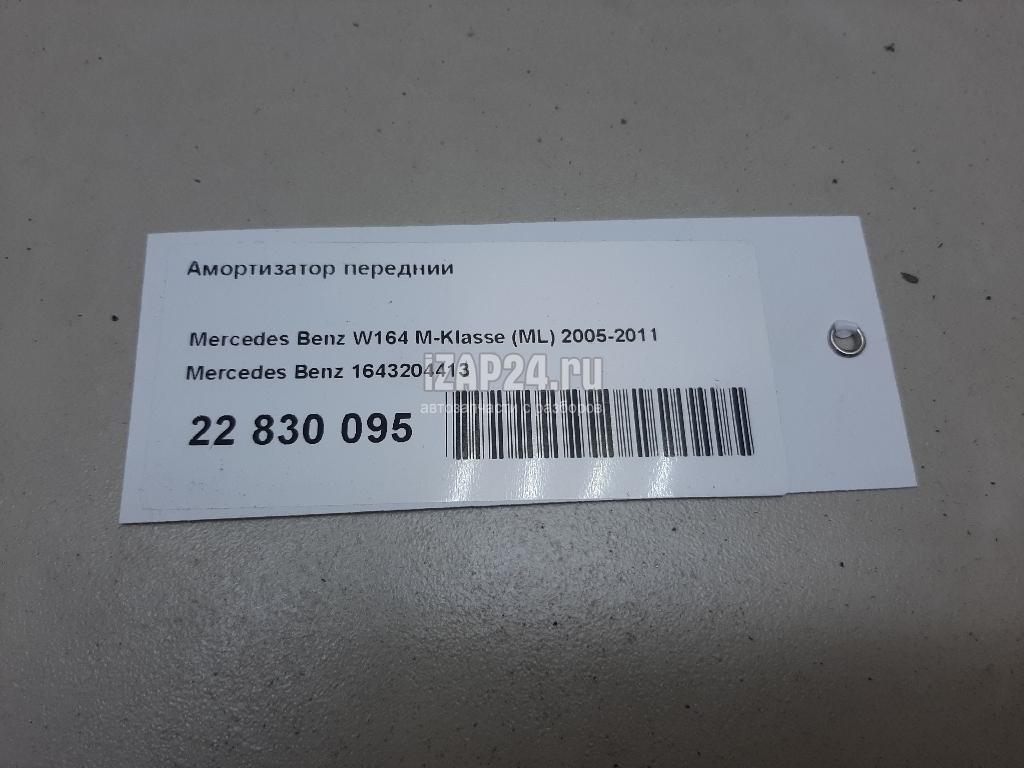 Амортизатор передний
Mercedes Benz W164 M-Klasse (ML) 2005-2011
Mercedes Benz 1643204413
iZAP24.ru
автозапчасти с разборов
22 830 095